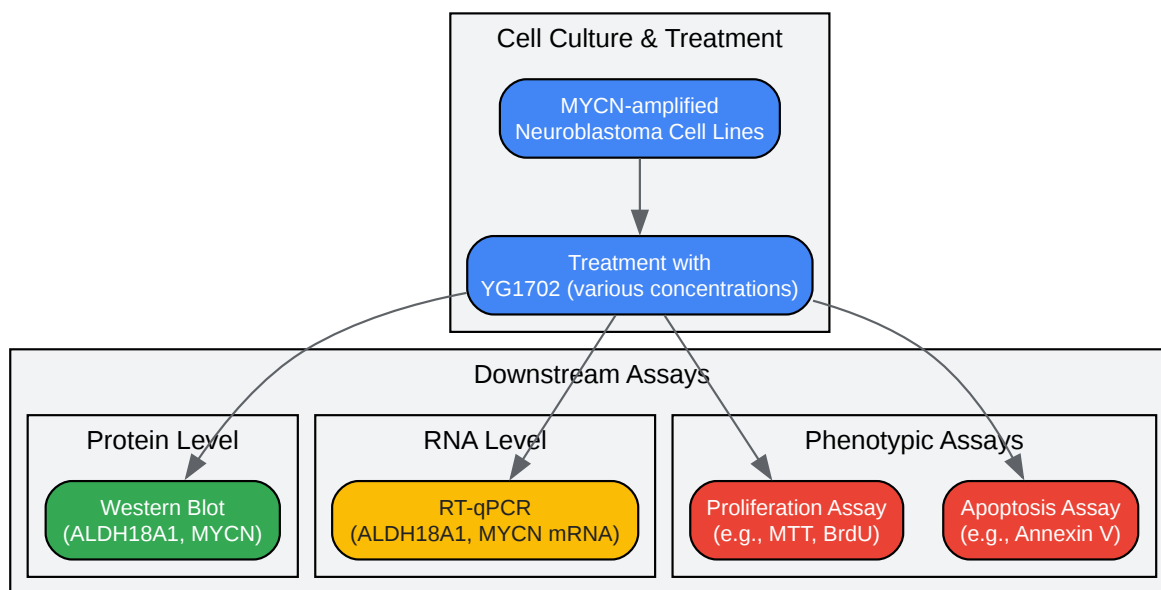 Cell Culture & Treatment
MYCN-amplified
Neuroblastoma Cell Lines
Treatment with
YG1702 (various concentrations)
Downstream Assays
Protein Level
Western Blot
(ALDH18A1, MYCN)
RNA Level
RT-qPCR
(ALDH18A1, MYCN mRNA)
Phenotypic Assays
Proliferation Assay
(e.g., MTT, BrdU)
Apoptosis Assay
(e.g., Annexin V)